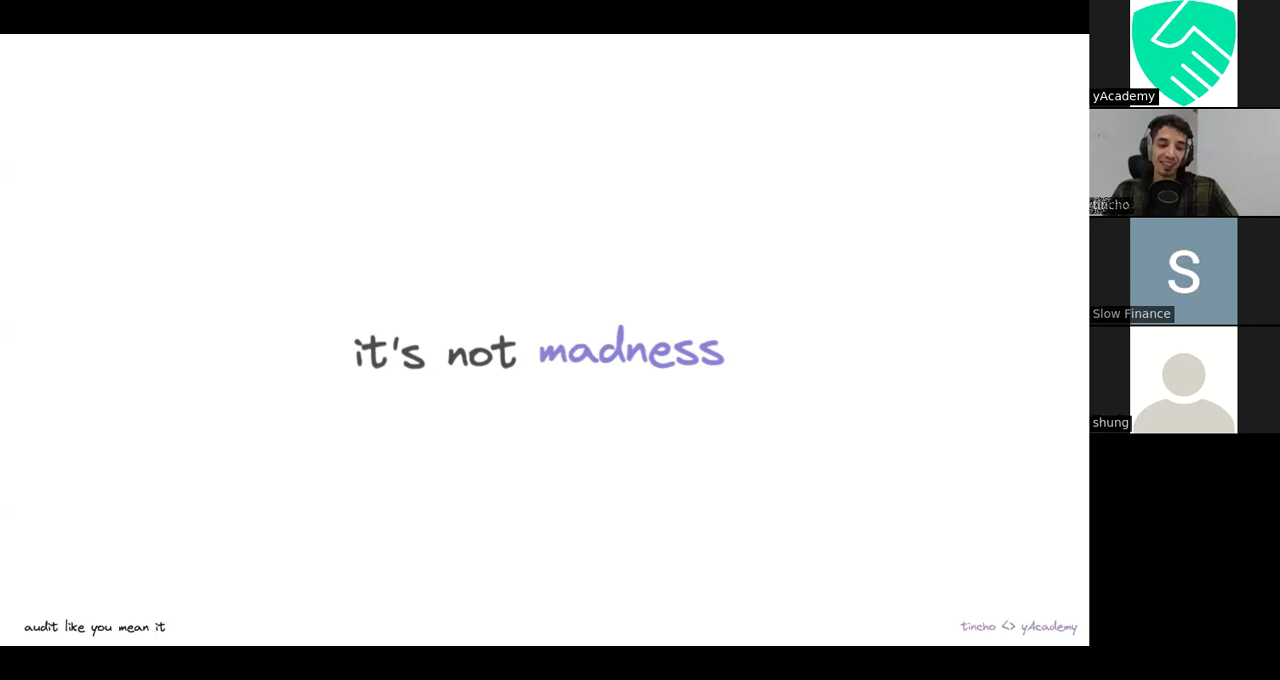 it's not madness
audit like you mean it
tincho <> yAcademy
yAcademy
tincho
S
Slow Finance
shung